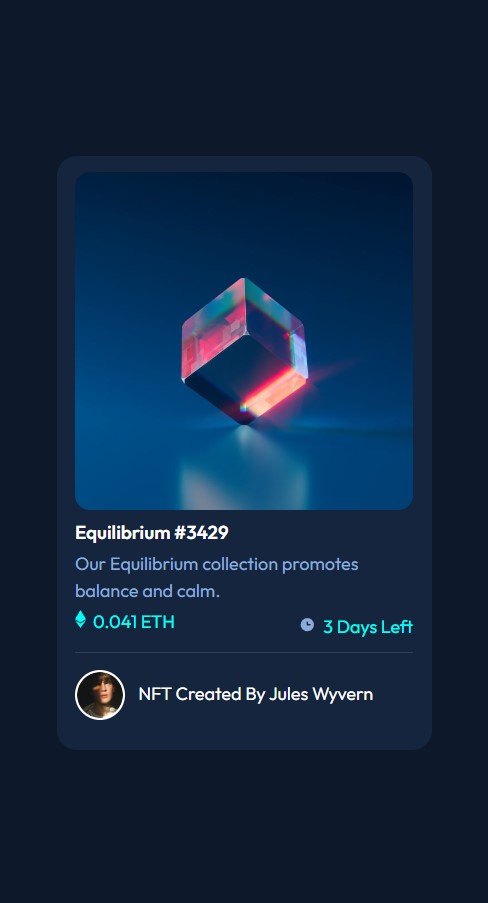 Equilibrium #3429
Our Equilibrium collection promotes
balance and calm.
0.041 ETH
3 Days Left
NFT Created By Jules Wyvern